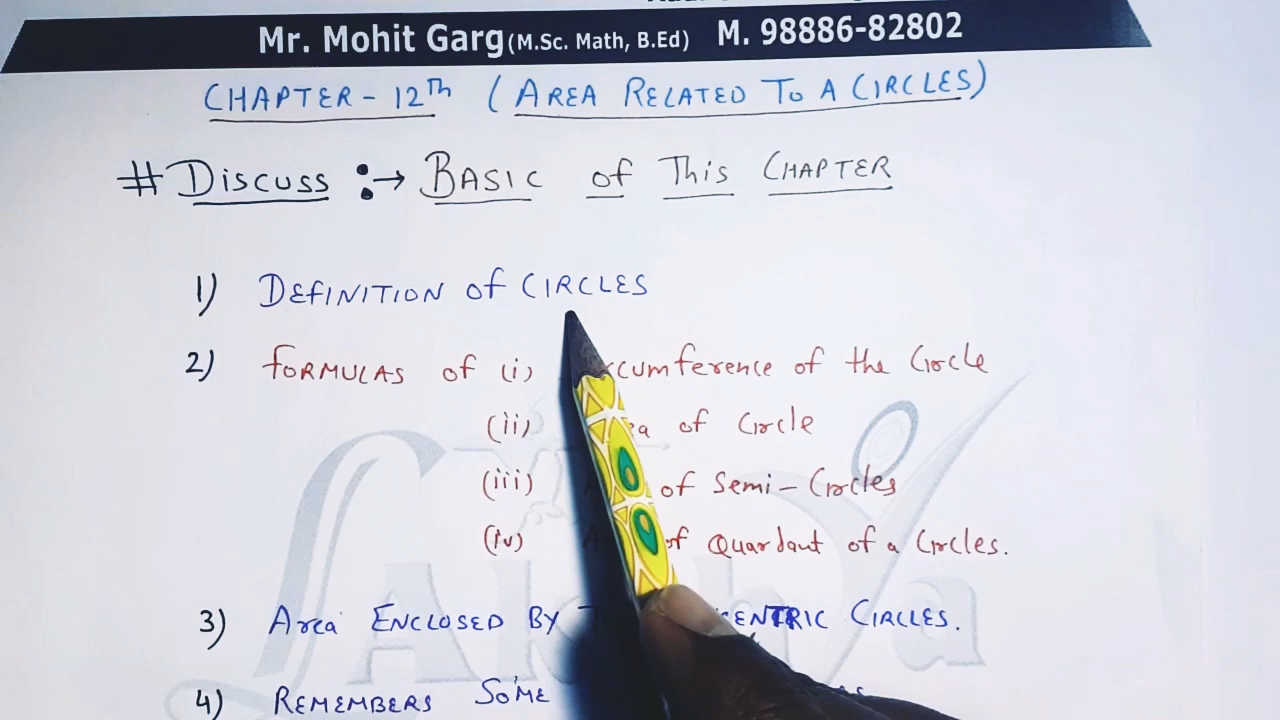 Mr. Mohit Garg (M.Sc. Math, B.Ed) M. 98886-82802
CHAPTER - 12Th (AREA RELATED TO A CIRCLES)
# DISCUSS :→ BASIC of This CHAPTER
1) DEFINITION of CIRCLES
2) fORMULAS of (i) cumference of the Circle
(ii) of Circle
(iii) of Semi-Circles
(iv) of Quardant of a Circles.
3) Area ENCLOSED BY CENTRIC CIRCLES.
4) REMEMBERS SOME